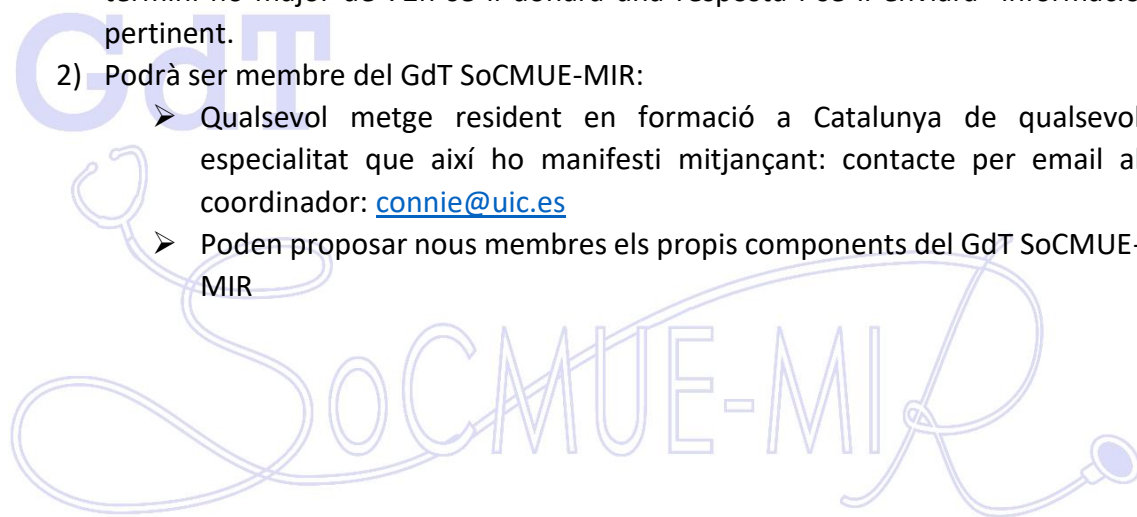 pertinent.
2) Podrà ser membre del GdT SoCMUE-MIR:
➢ Qualsevol metge resident en formació a Catalunya de qualsevol
especialitat que així ho manifesti mitjançant: contacte per email al
coordinador: connie@uic.es
➢ Poden proposar nous membres els propis components del GdT SoCMUE-
MIR
GdT
SoCMUE-MIR